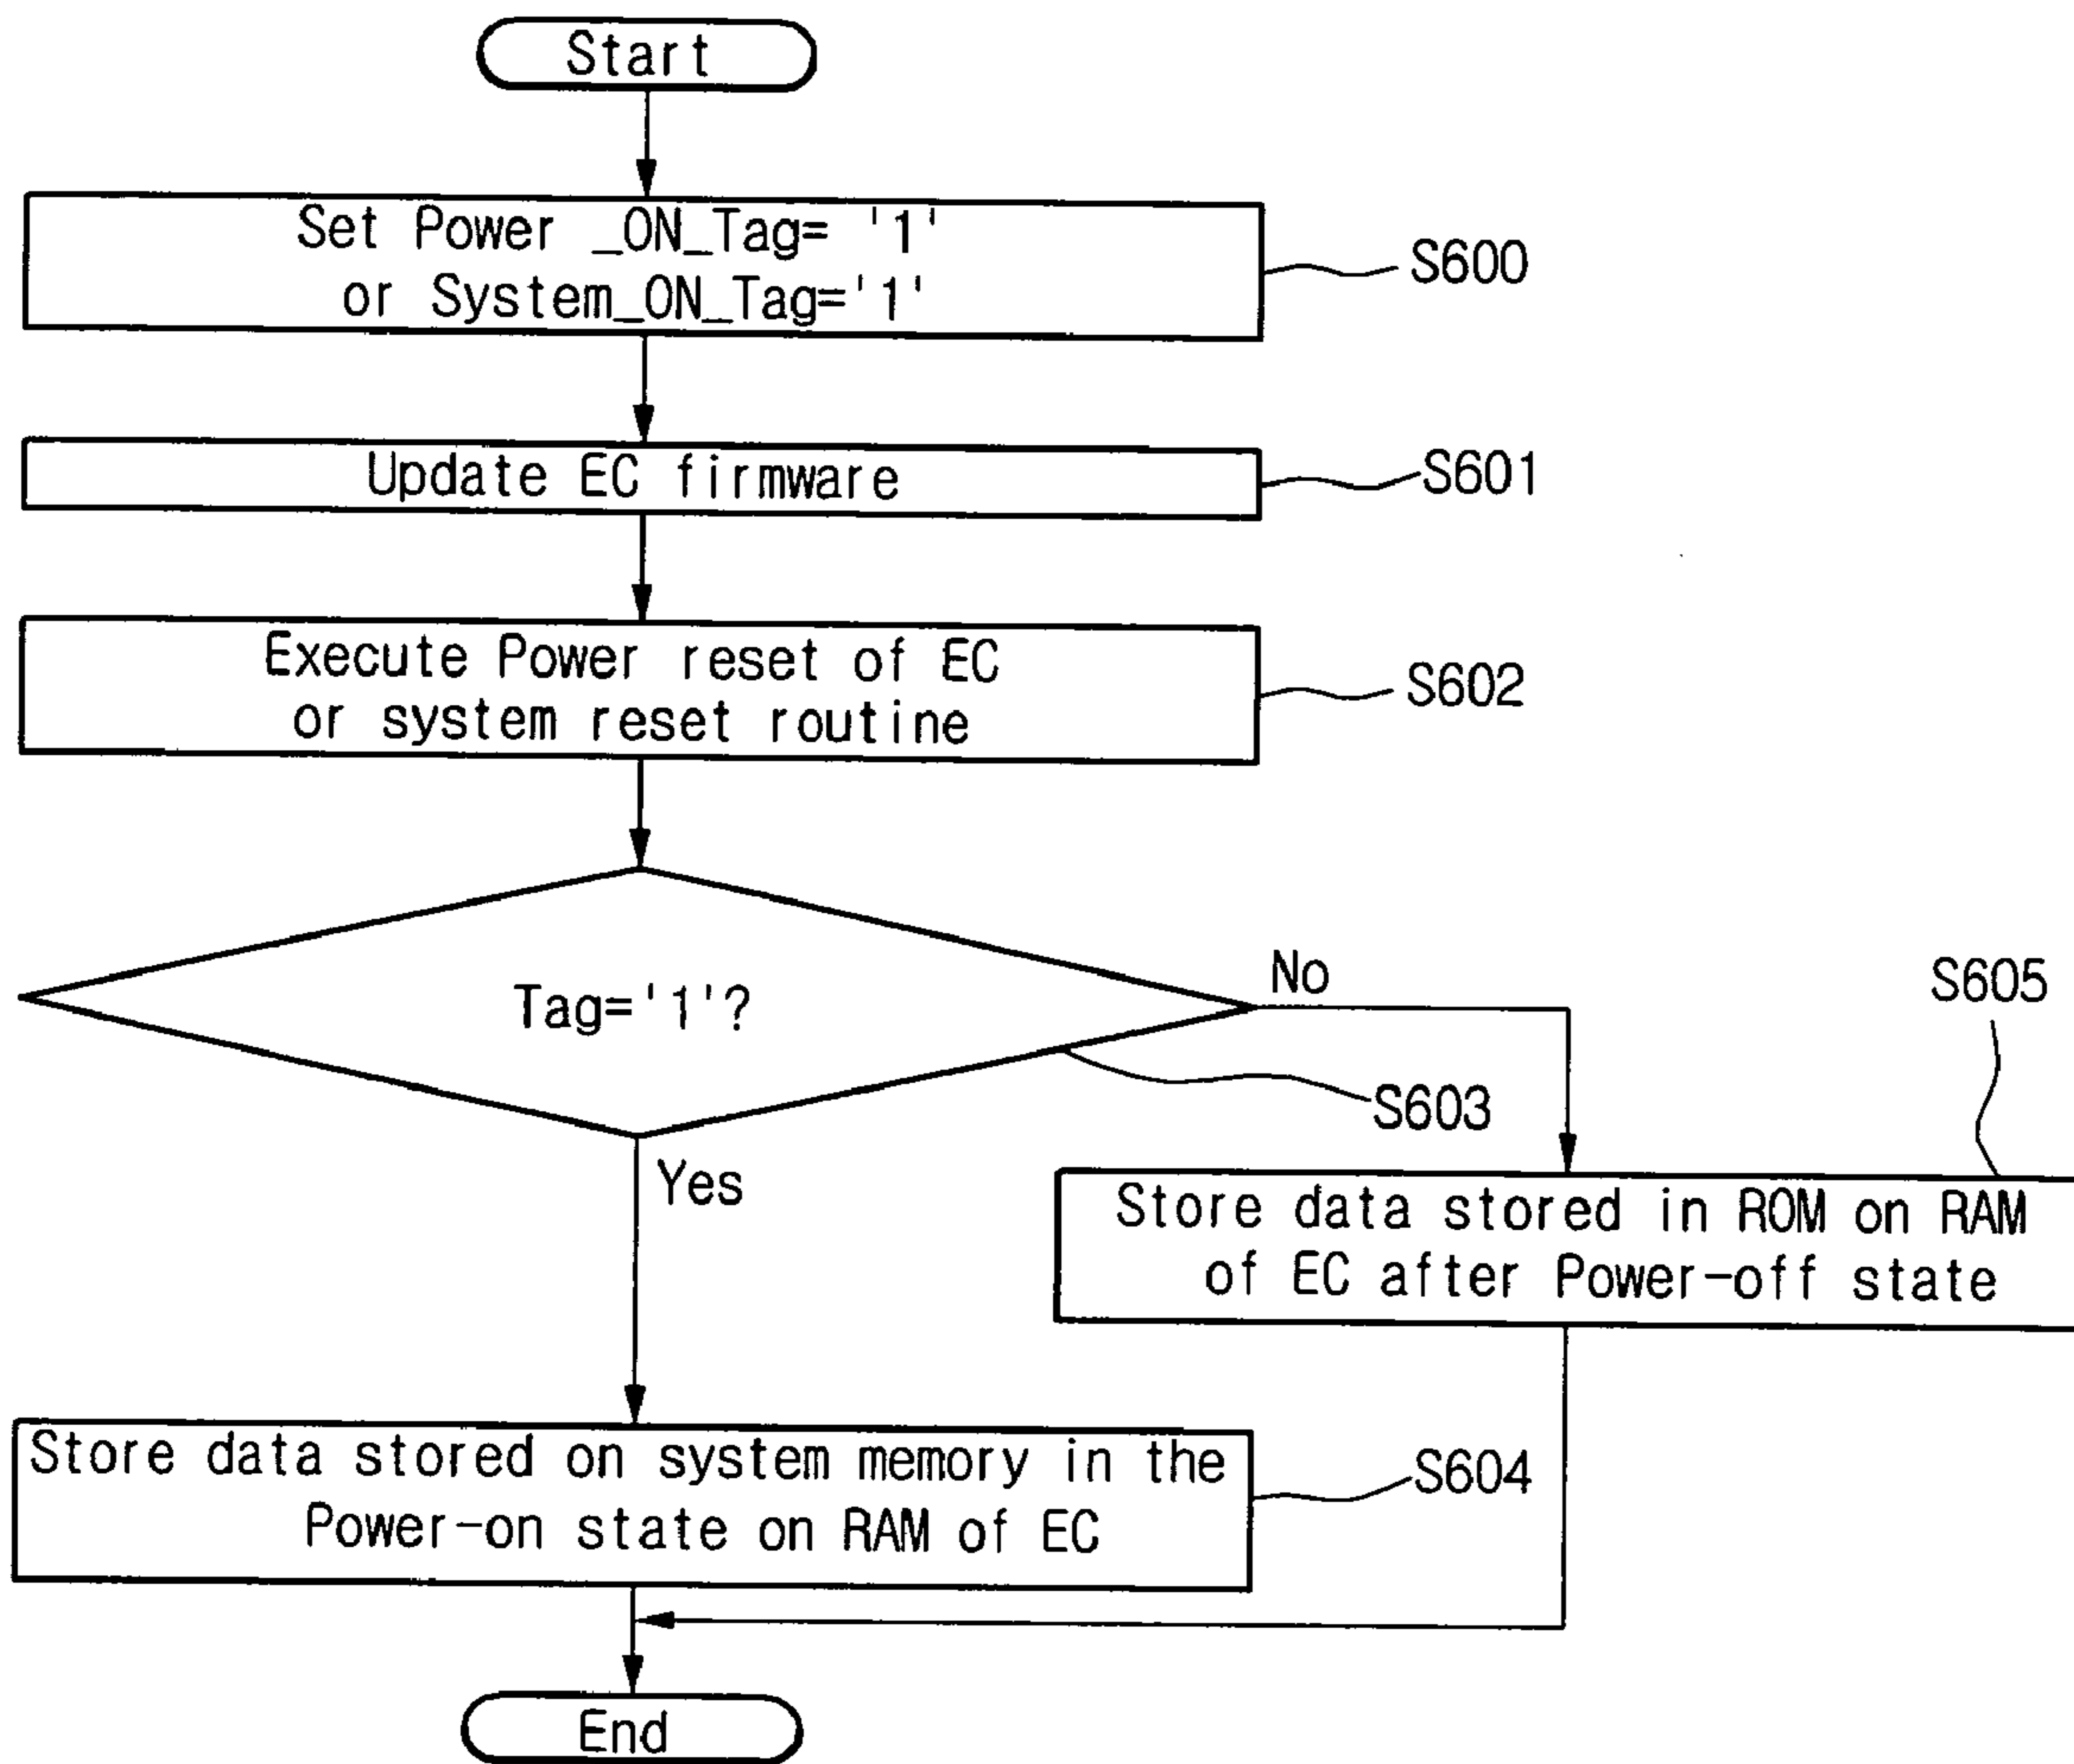 Start
Set Power _ON_Tag= '1'
or System_ON_Tag='1'
S600
Update EC firmware
S601
Execute Power reset of EC
or system reset routine
S602
Tag='1'?
No
S603
S605
Yes
Store data stored in ROM on RAM
of EC after Power-off state
Store data stored on system memory in the
Power-on state on RAM of EC
S604
End